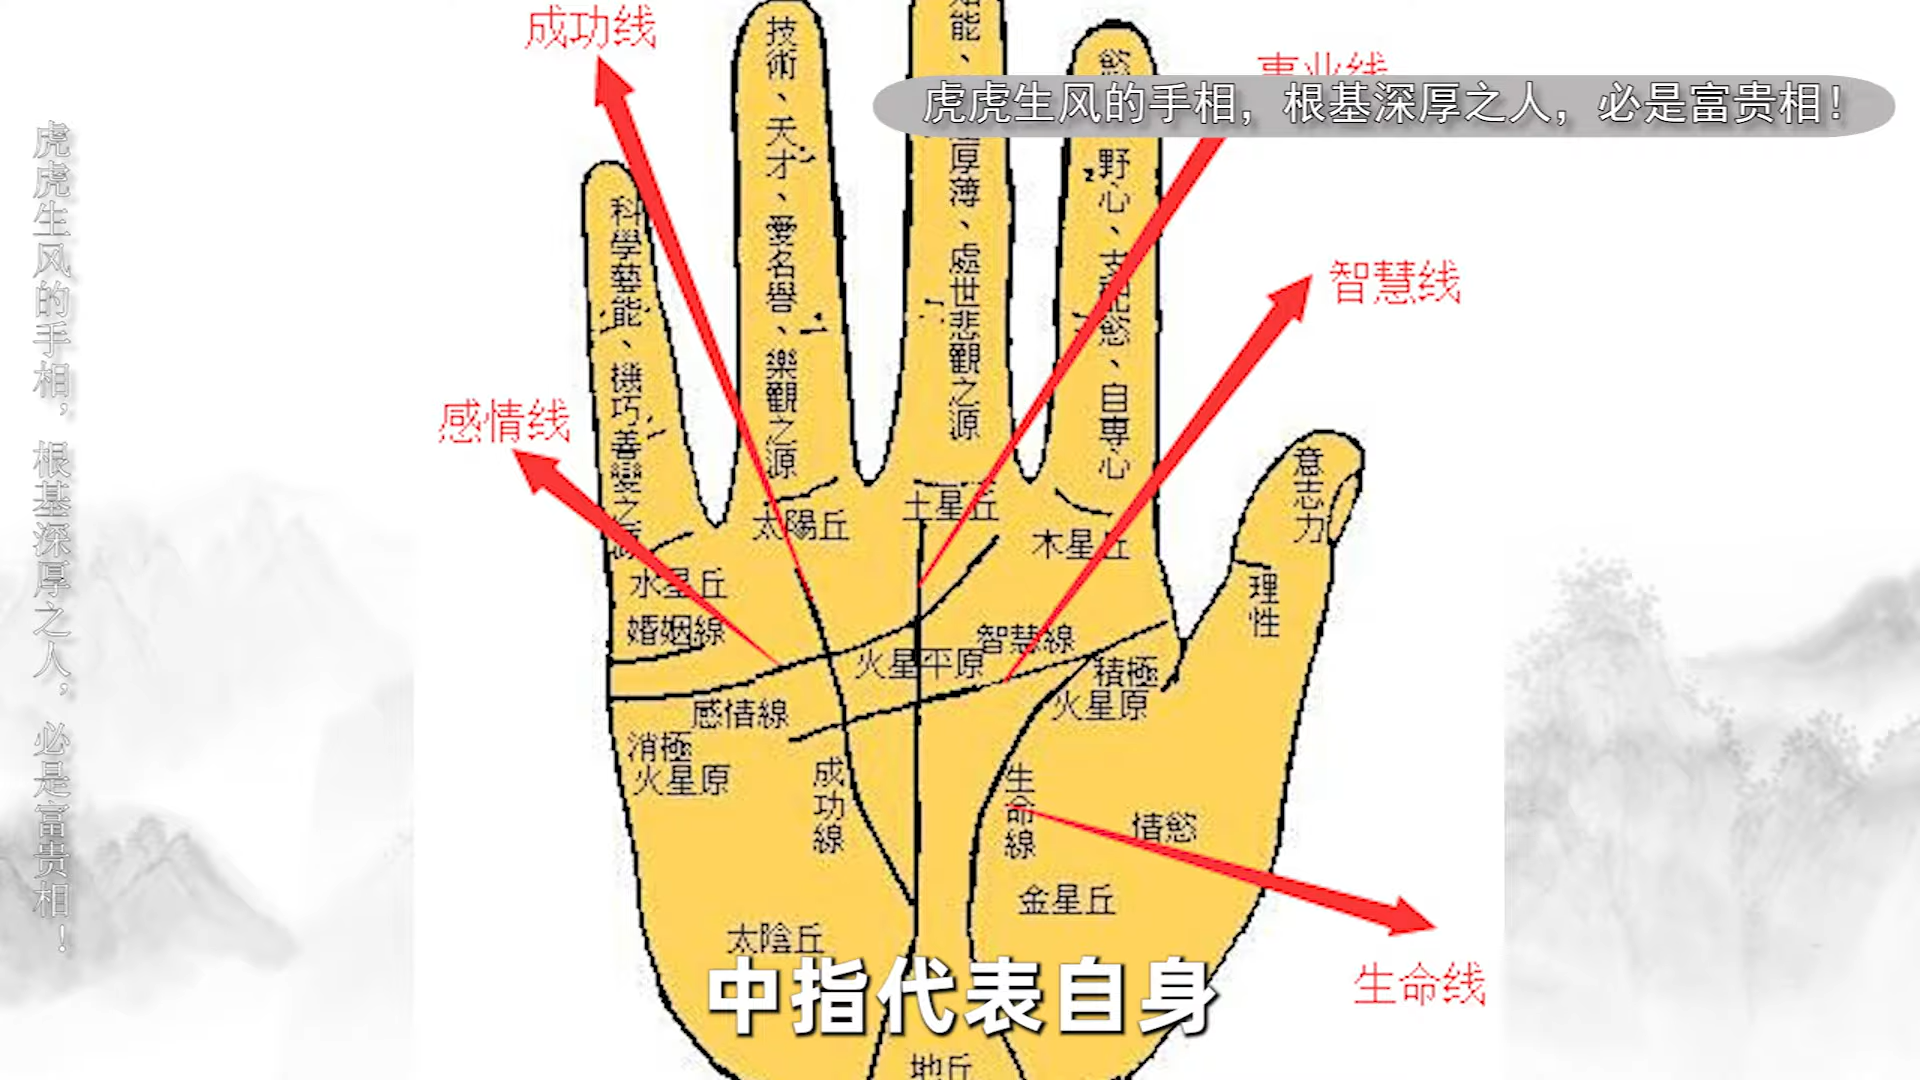 成功线
事业线
虎虎生风的手相，根基深厚之人，必是富贵相！
虎虎生风的手相，根基深厚之人，必是富贵相！
智慧线
感情线
生命线
科學藝能、機巧善變之源
技術、天才、愛名譽、樂觀之源
能、
厚薄、處世悲觀之源
慾
野心、支配慾、自專心
意志力
理性
太陽丘
土星丘
木星丘
水星丘
婚姻線
智慧線
火星平原
積極
火星原
感情線
消極
火星原
成功線
生命線
情慾
金星丘
太陰丘
中指代表自身
地丘